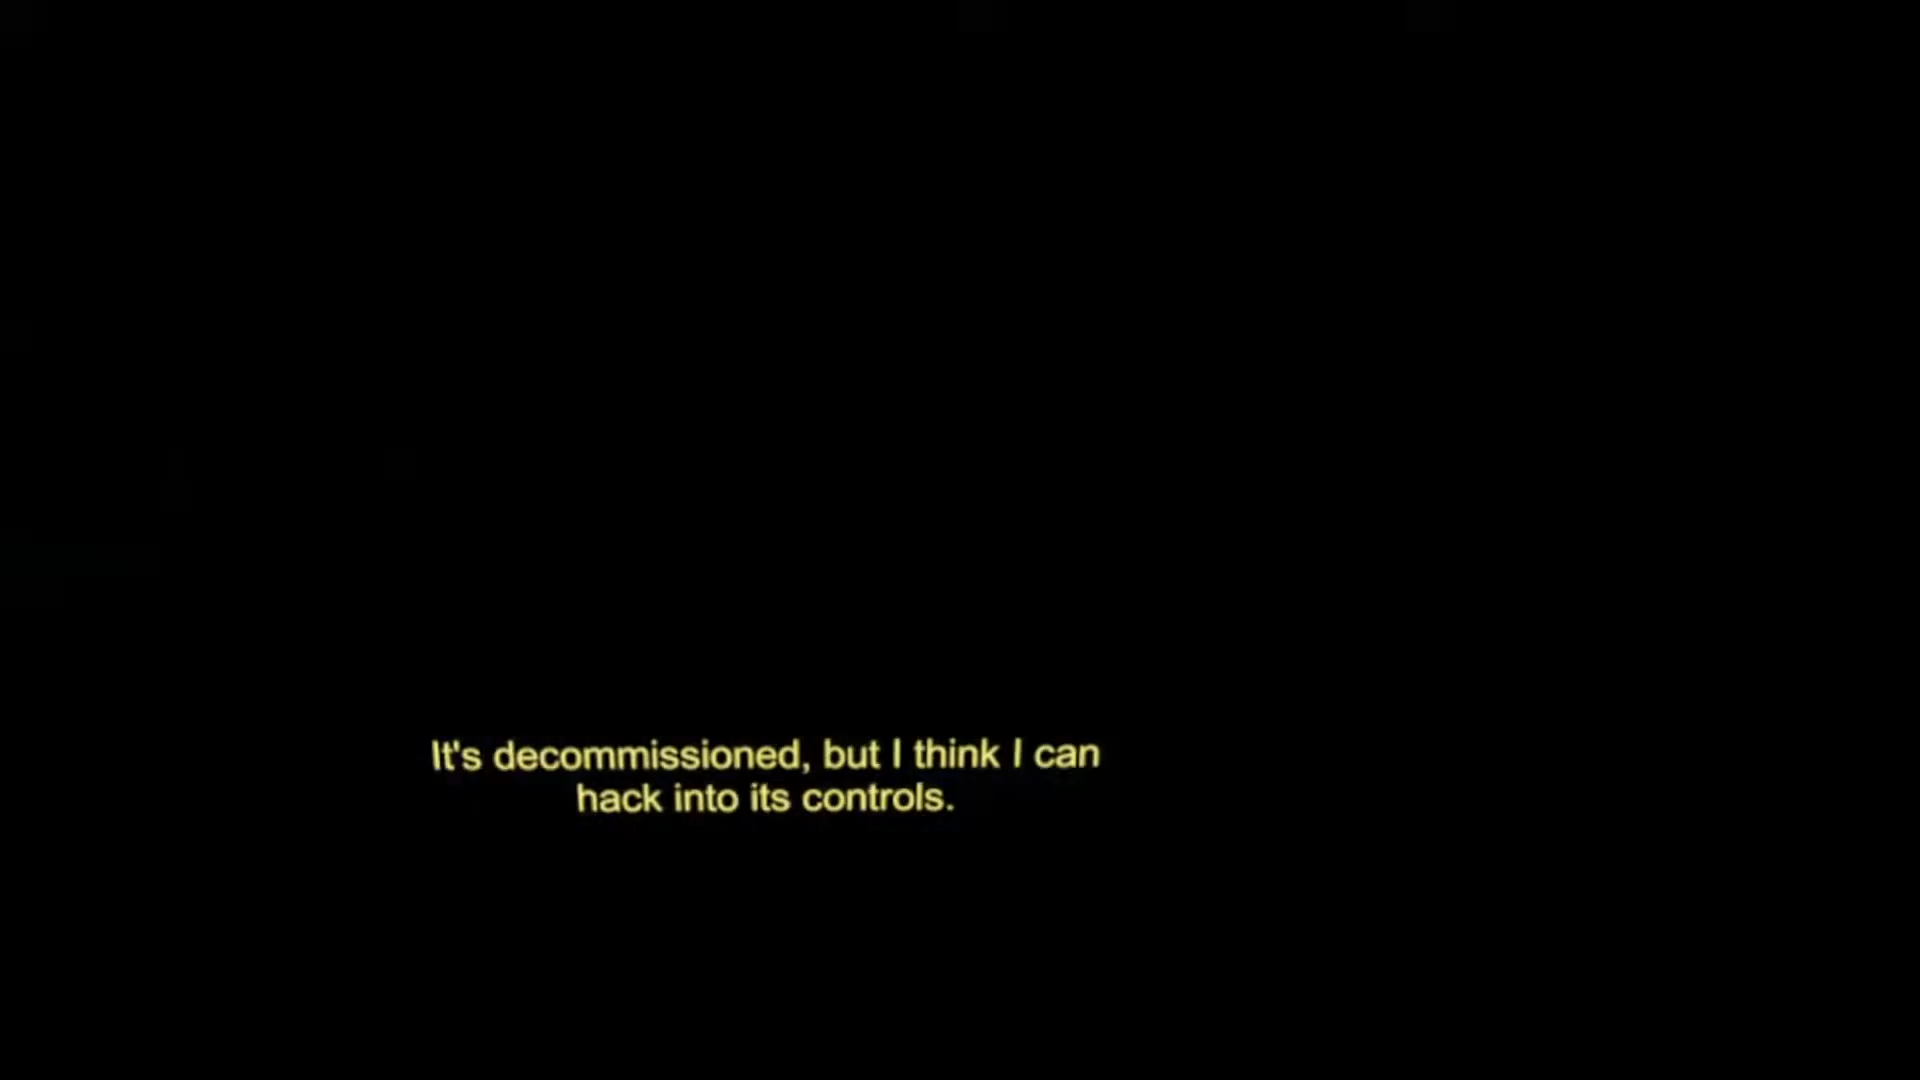 It's decommissioned, but I think I can
hack into its controls.